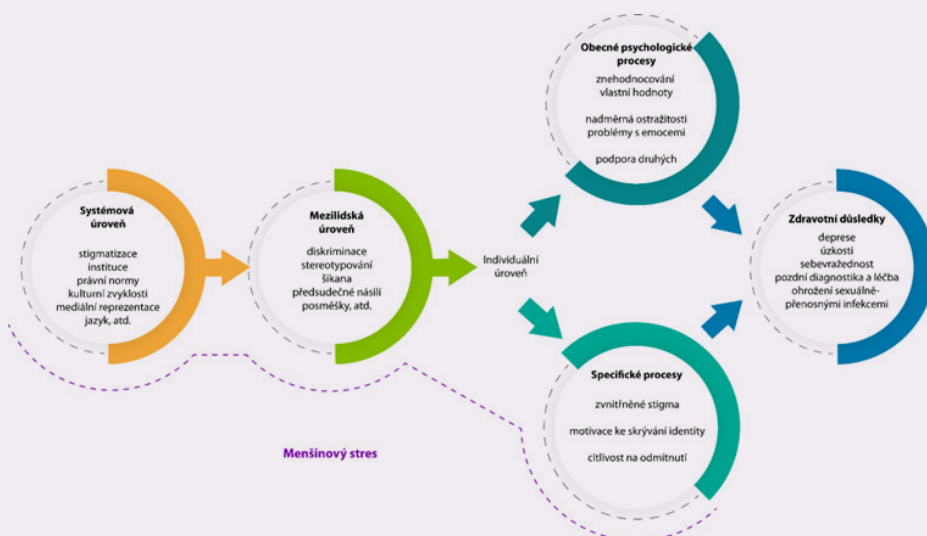 Systémová
úroveň
stigmatizace
instituce
právní normy
kulturní zvyklosti
mediální reprezentace
jazyk, atd.
Mezilidská
úroveň
diskriminace
stereotypování
šikana
předsudečné násilí
posměšky, atd.
Individuální
úroveň
Obecné psychologické
procesy
znehodnocování
vlastní hodnoty
nadměrná ostražitosti
problémy s emocemi
podpora druhých
Specifické procesy
zvnitřněné stigma
motivace ke skrývání identity
citlivost na odmítnutí
Zdravotní důsledky
deprese
úzkosti
sebevražednost
pozdní diagnostika a léčba
ohrožení sexuálně-
přenosnými infekcemi
Menšinový stres